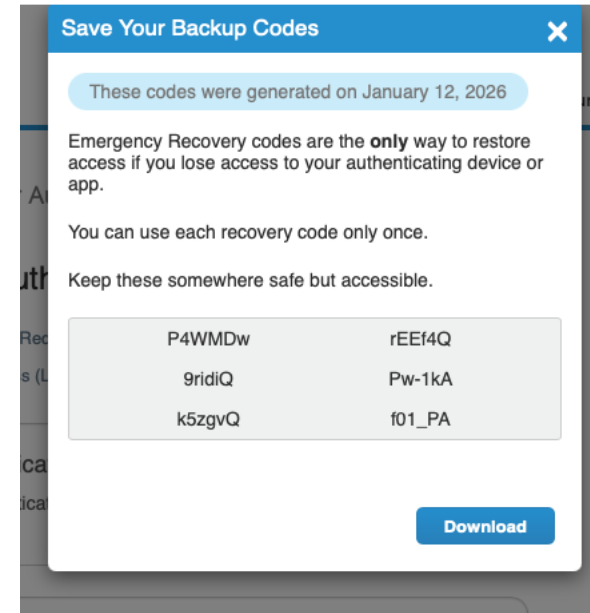 Save Your Backup Codes
These codes were generated on January 12, 2026
Emergency Recovery codes are the only way to restore
access if you lose access to your authenticating device or
app.
You can use each recovery code only once.
Keep these somewhere safe but accessible.
P4WMDw rEEf4Q
9ridiQ Pw-1kA
k5zgvQ f01_PA
Download